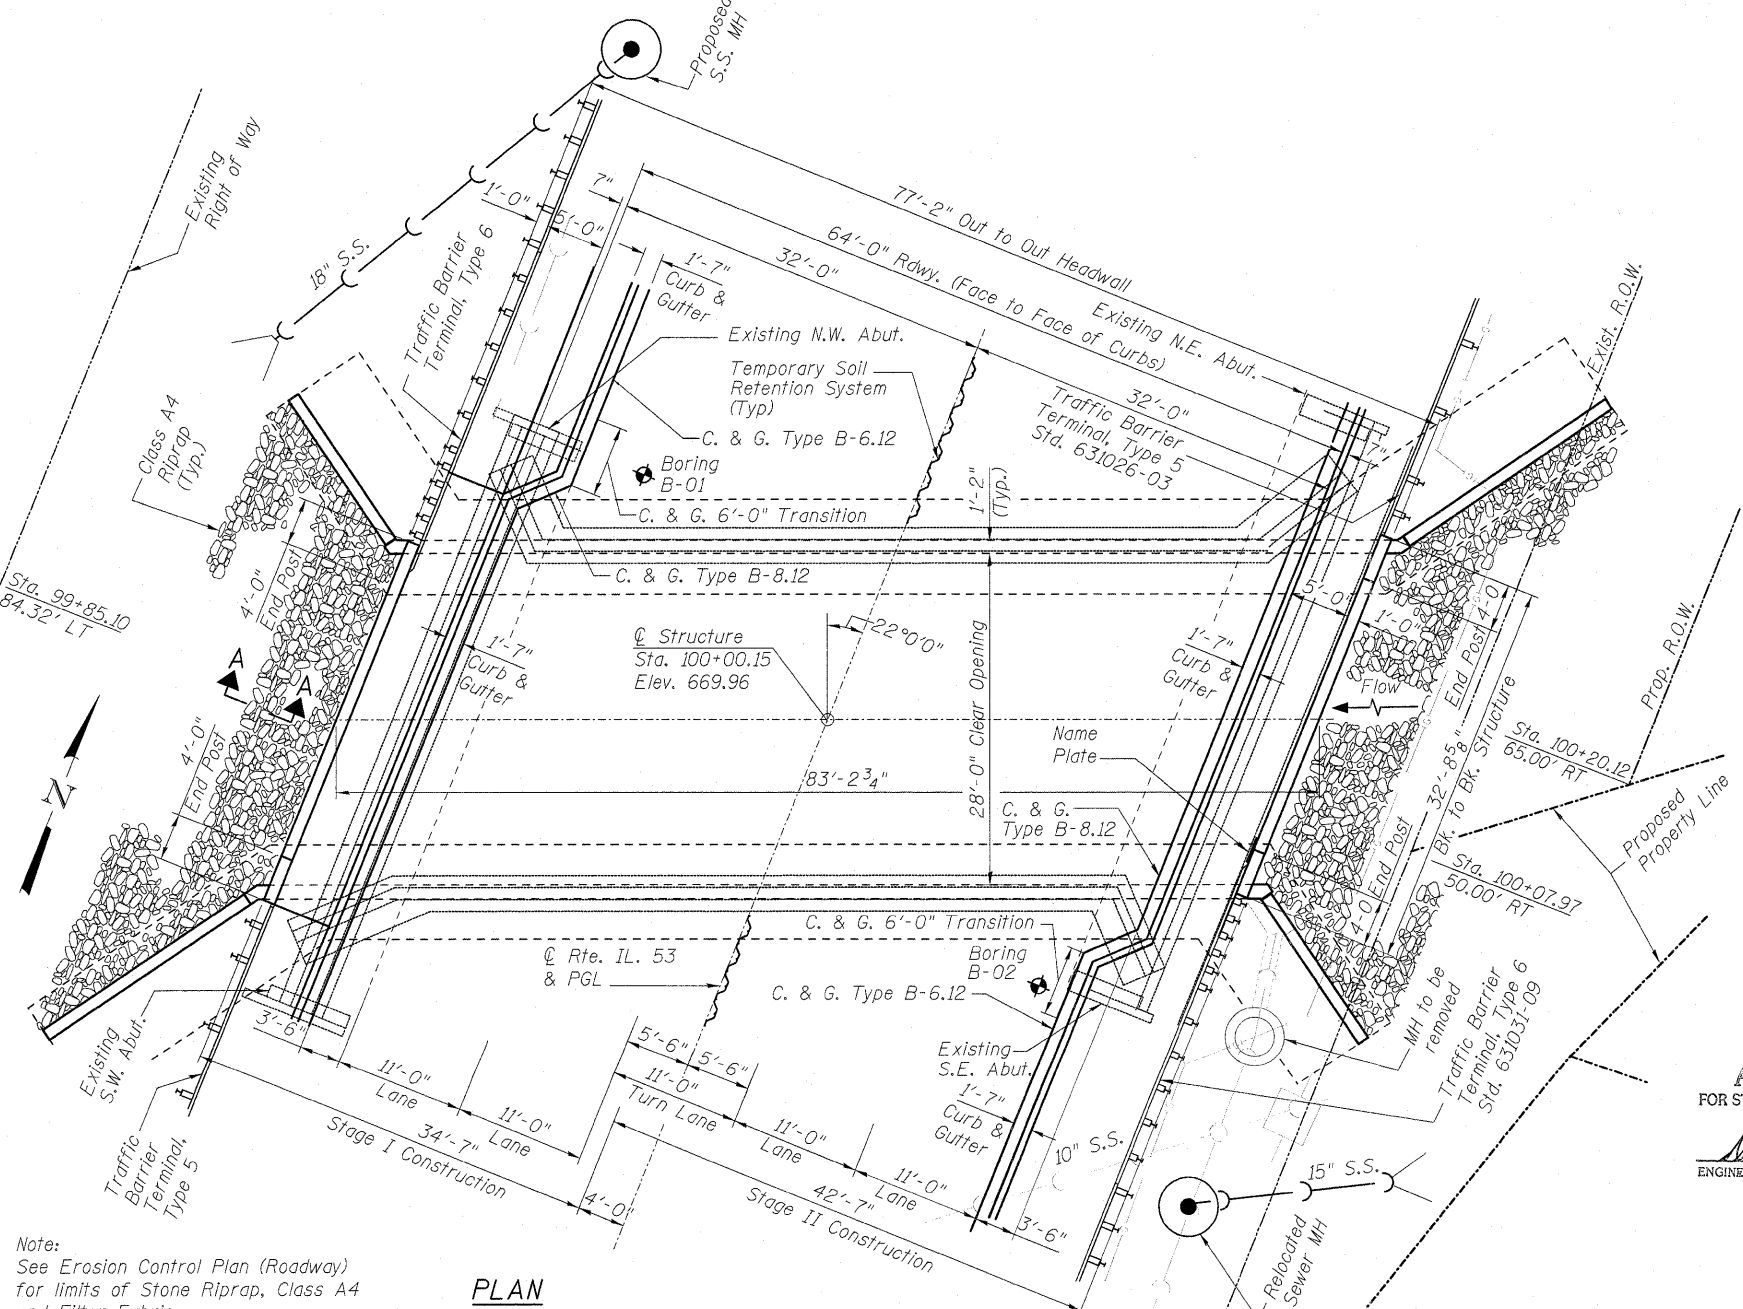 Proposed
S.S. MH
Existing
Right of Way
18" S.S.
1'-0"
5'-0"
7"
Traffic Barrier
Terminal, Type 6
1'-7"
Curb &
Gutter
77'-2" Out to Out Headwall
64'-0" Rdwy. (Face to Face of Curbs)
32'-0"
Existing N.E. Abut.
Existing N.W. Abut.
Temporary Soil
Retention System
(Typ)
C. & G. Type B-6.12
Boring
B-01
C. & G. 6'-0" Transition
32'-0"
Traffic Barrier
Terminal, Type 5
Std. 631026-03
7"
1'-2"
(Typ.)
Exist. R.O.W.
Class A4
Riprap
(Typ.)
4'-0"
End Post
Sta. 99+85.10
84.32' LT
C. & G. Type B-8.12
℄ Structure
Sta. 100+00.15
Elev. 669.96
22°0'0"
1'-7"
Curb &
Gutter
28'-0" Clear Opening
1'-7"
Curb &
Gutter
5'-0"
1'-0"
4'-0"
End Post
Flow
A
A
4'-0"
End Post
N
83'-2 3/4"
Name
Plate
C. & G.
Type B-8.12
32'-8 5/8"
Bk. to Bk. Structure
4'-0
End Post
Prop. R.O.W.
Sta. 100+20.12
65.00' RT
Proposed
Property Line
Sta. 100+07.97
50.00' RT
C. & G. 6'-0" Transition
℄ Rte. IL. 53
& PGL
Boring
B-02
C. & G. Type B-6.12
MH to be
removed
Traffic Barrier
Terminal, Type 6
Std. 631031-09
Existing
S.W. Abut.
3'-6"
Existing
S.E. Abut.
1'-7"
Curb &
Gutter
Traffic
Barrier
Terminal,
Type 5
11'-0"
Lane
11'-0"
Lane
34'-7"
Stage I Construction
4'-0"
5'-6"
5'-6"
11'-0"
Turn Lane
11'-0"
Lane
11'-0"
Lane
42'-7"
Stage II Construction
3'-6"
10" S.S.
15" S.S.
Relocated
Sewer MH
Note:
See Erosion Control Plan (Roadway)
for limits of Stone Riprap, Class A4
and Filter Fabric
PLAN
FOR ST
ENGINE